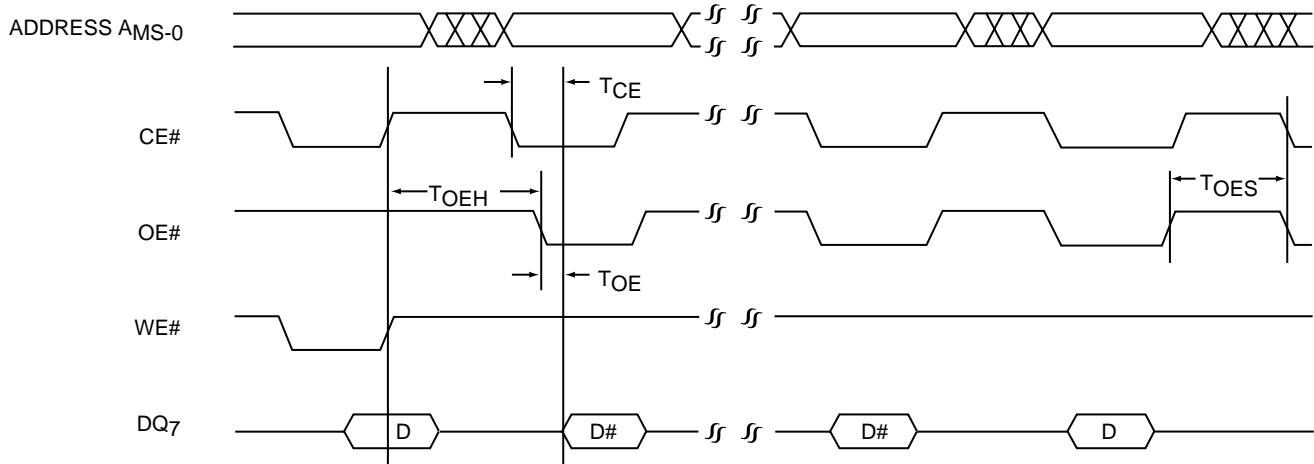 ADDRESS AMS-0
TCE
CE#
TOEH
TOES
OE#
TOE
WE#
DQ7
D
D#
D#
D